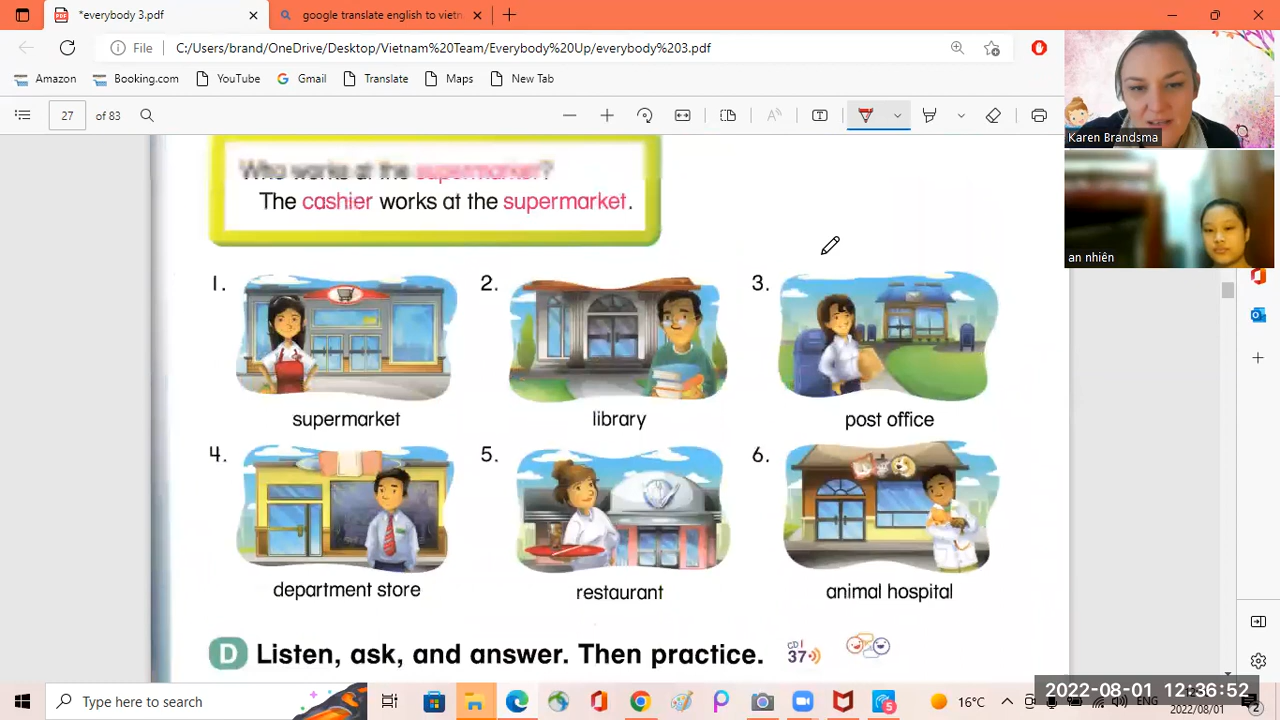 *everybody 3.pdf
google translate english to vietn
File
C:/Users/brand/OneDrive/Desktop/Vietnam%20Team/Everybody%20Up/everybody%203.pdf
Amazon
Booking.com
YouTube
Gmail
Translate
Maps
New Tab
27 of 83
Karen Brandsma
an nhiên
Who works at the supermarket?
The cashier works at the supermarket.
1.
2.
3.
supermarket
library
post office
4.
5.
6.
department store
restaurant
animal hospital
D Listen, ask, and answer. Then practice.
CD1
37
Type here to search
16°C
ENG
2022-08-01 12:36:52
2022/08/01